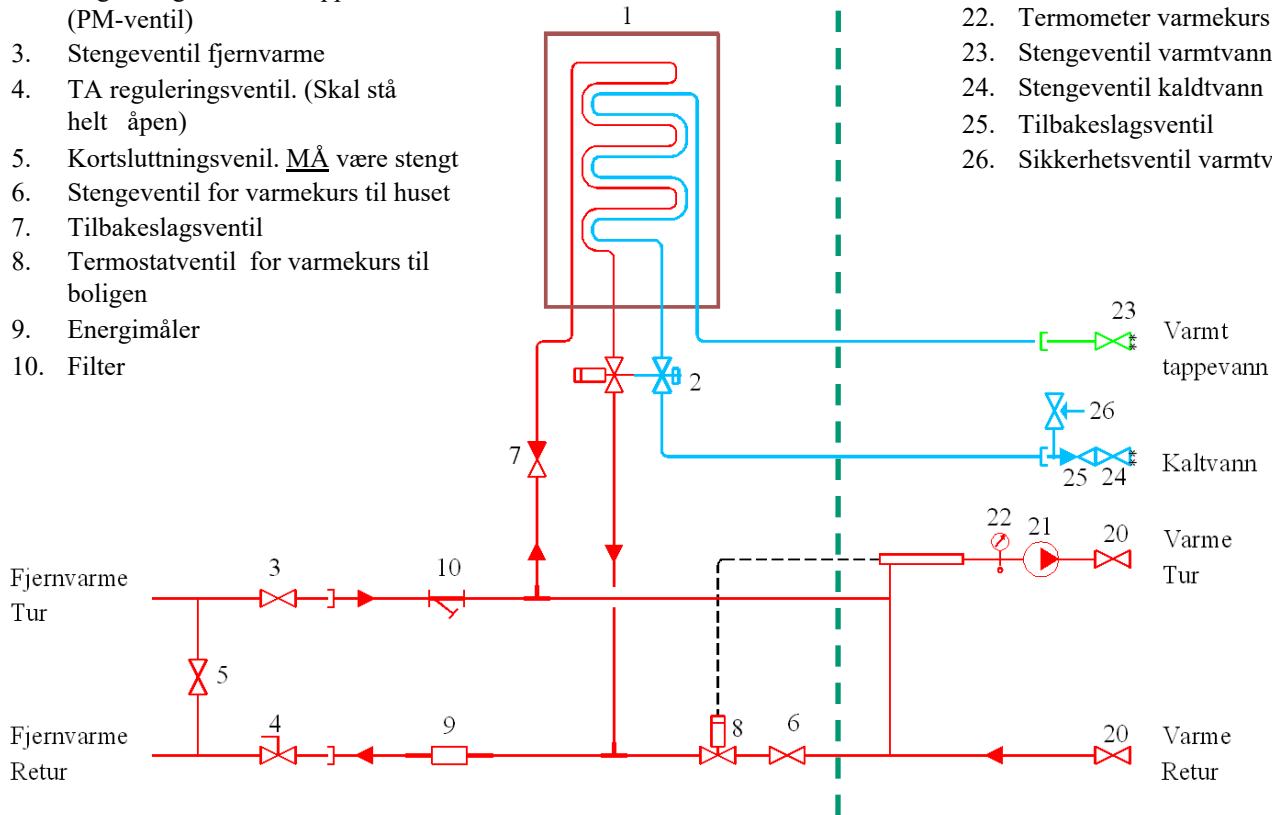 (PM-ventil)
3. Stengeventil fjernvarme
4. TA reguleringsventil. (Skal stå
helt åpen)
5. Kortsluttningsvenil. MÅ være stengt
6. Stengeventil for varmekurs til huset
7. Tilbakeslagsventil
8. Termostatventil for varmekurs til
boligen
9. Energimåler
10. Filter
22. Termometer varmekurs
23. Stengeventil varmtvann
24. Stengeventil kaldtvann
25. Tilbakeslagsventil
26. Sikkerhetsventil varmtv
1
2
23
Varmt
tappevann
26
25 24
Kaltvann
7
22 21 20
Varme
Tur
Fjernvarme
Tur
3 10
5
Fjernvarme
Retur
4 9 8 6 20
Varme
Retur